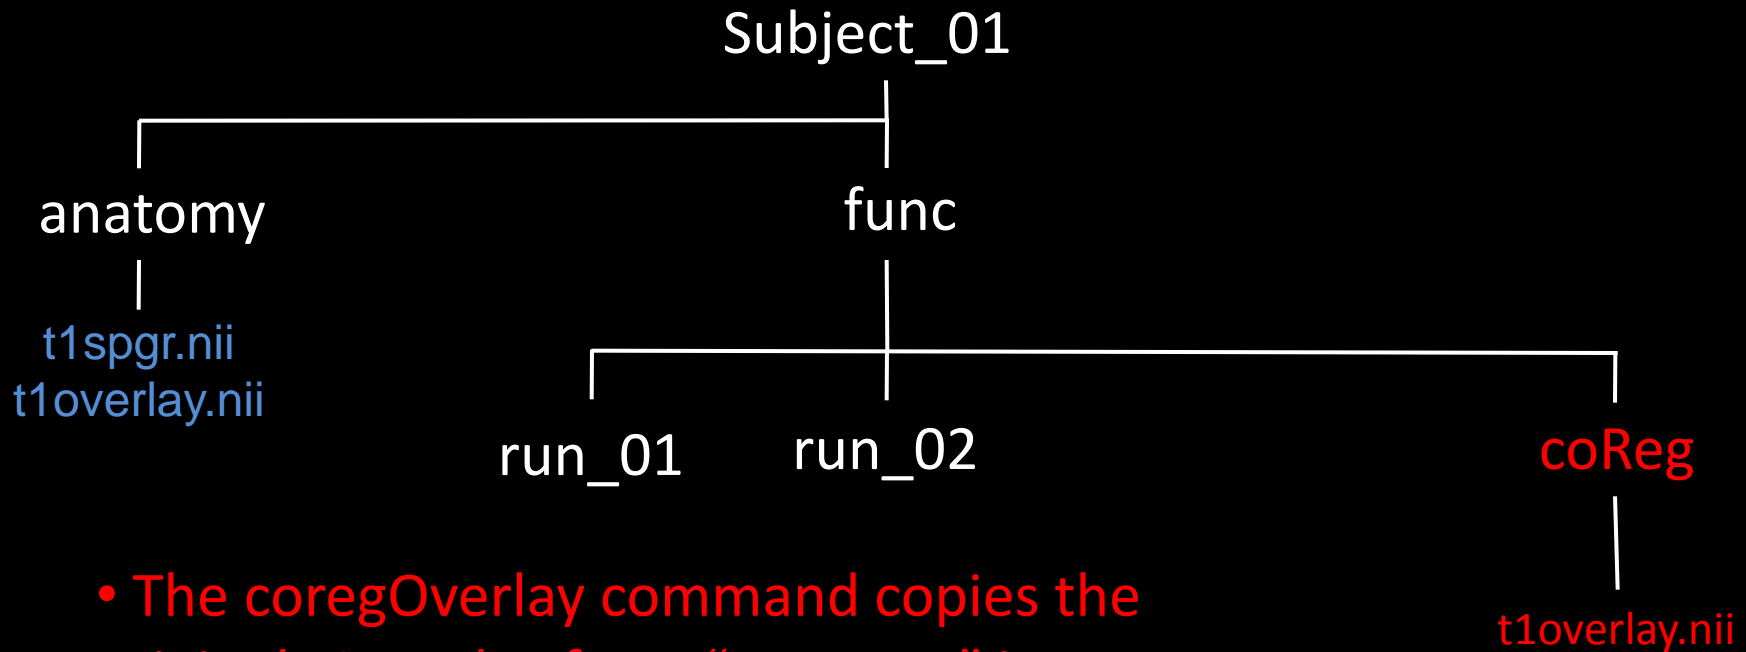 Subject_01
anatomy
func
t1spgr.nii
t1overlay.nii
run_01
run_02
coReg
• The coregOverlay command copies the
t1overlay.nii